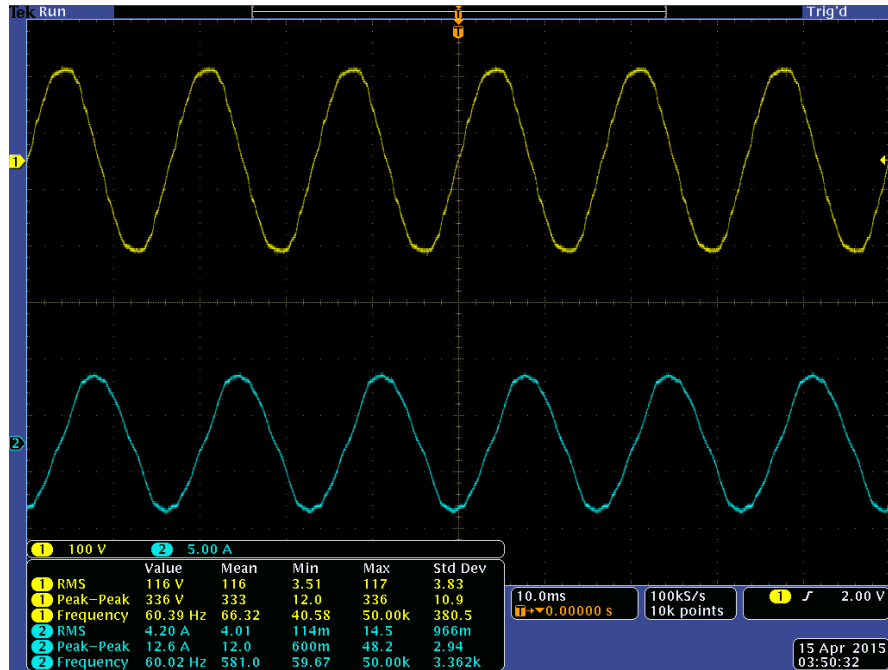 Tek Run Trig'd
T
T
1
2
1 100 V 2 5.00 A
Value Mean Min Max Std Dev
1 RMS 116 V 116 3.51 117 3.83
1 Peak−Peak 336 V 333 12.0 336 10.9
1 Frequency 60.39 Hz 66.32 40.58 50.00k 380.5
2 RMS 4.20 A 4.01 114m 14.5 966m
2 Peak−Peak 12.6 A 12.0 600m 48.2 2.94
2 Frequency 60.02 Hz 581.0 59.67 50.00k 3.362k
10.0ms
T→▼0.00000 s
100kS/s
10k points
1 ƒ 2.00 V
15 Apr 2015
03:50:32